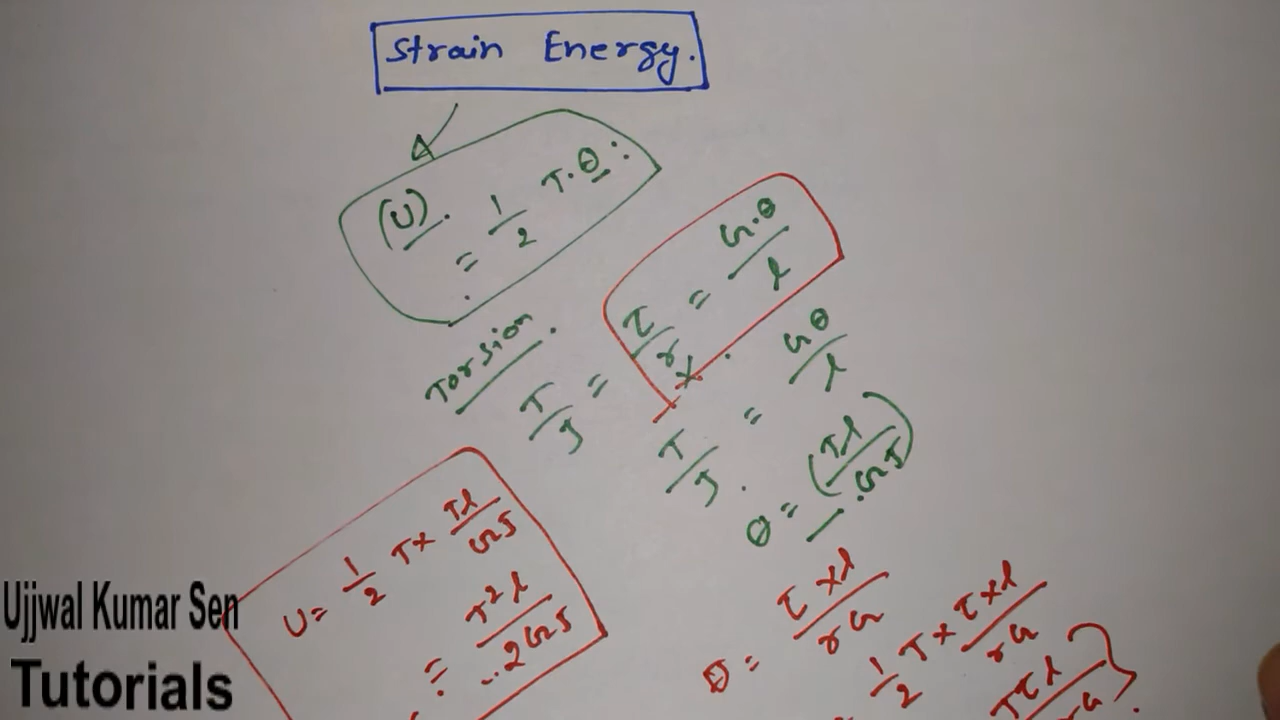 Strain Energy.
(U).
= 1/2 T.θ:
Torsion.
T/J = τ/r = G.θ/l
T/J = Gθ/l
θ = (Tl/GJ)
U = 1/2 T × Tl/GJ
= T²l/2GJ
θ = τ×l/rG
= 1/2 T × τ×l/rG
Tτl
Ujjwal Kumar Sen
Tutorials